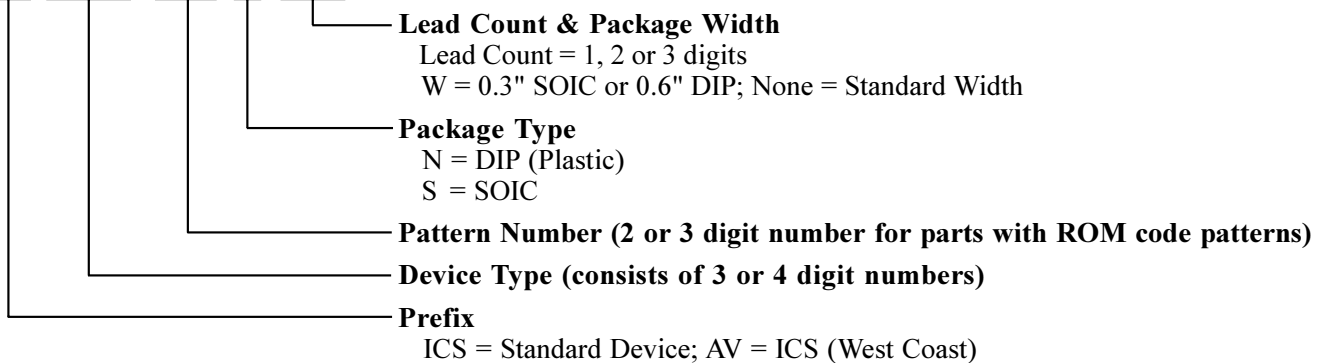 Lead Count & Package Width
Lead Count = 1, 2 or 3 digits
W = 0.3" SOIC or 0.6" DIP; None = Standard Width
Package Type
N = DIP (Plastic)
S = SOIC
Pattern Number (2 or 3 digit number for parts with ROM code patterns)
Device Type (consists of 3 or 4 digit numbers)
Prefix
ICS = Standard Device; AV = ICS (West Coast)